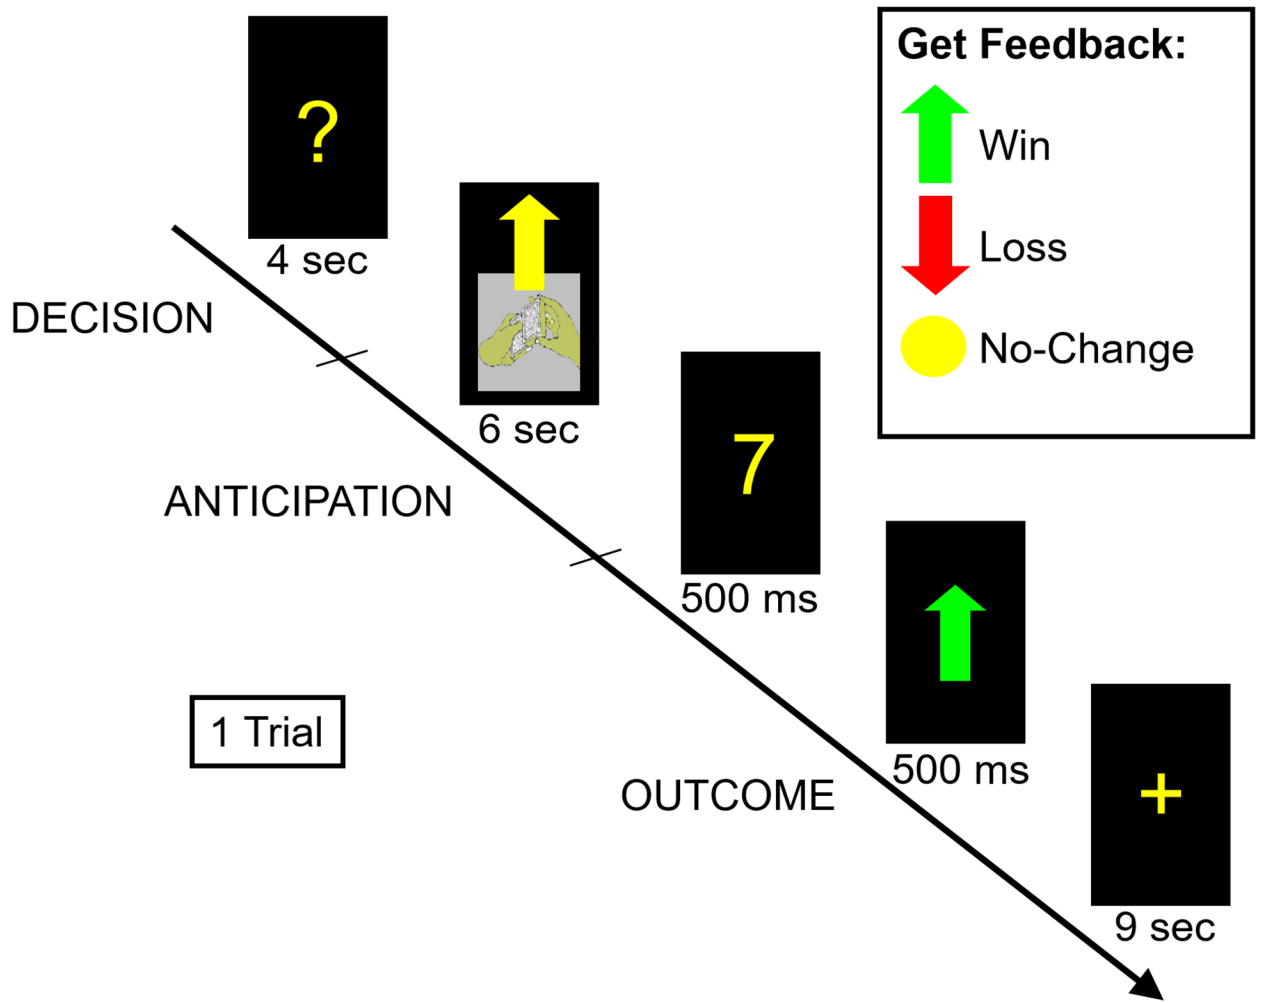 ?
4 sec
DECISION
6 sec
ANTICIPATION
7
500 ms
500 ms
OUTCOME
+
9 sec
1 Trial
Get Feedback:
Win
Loss
No-Change